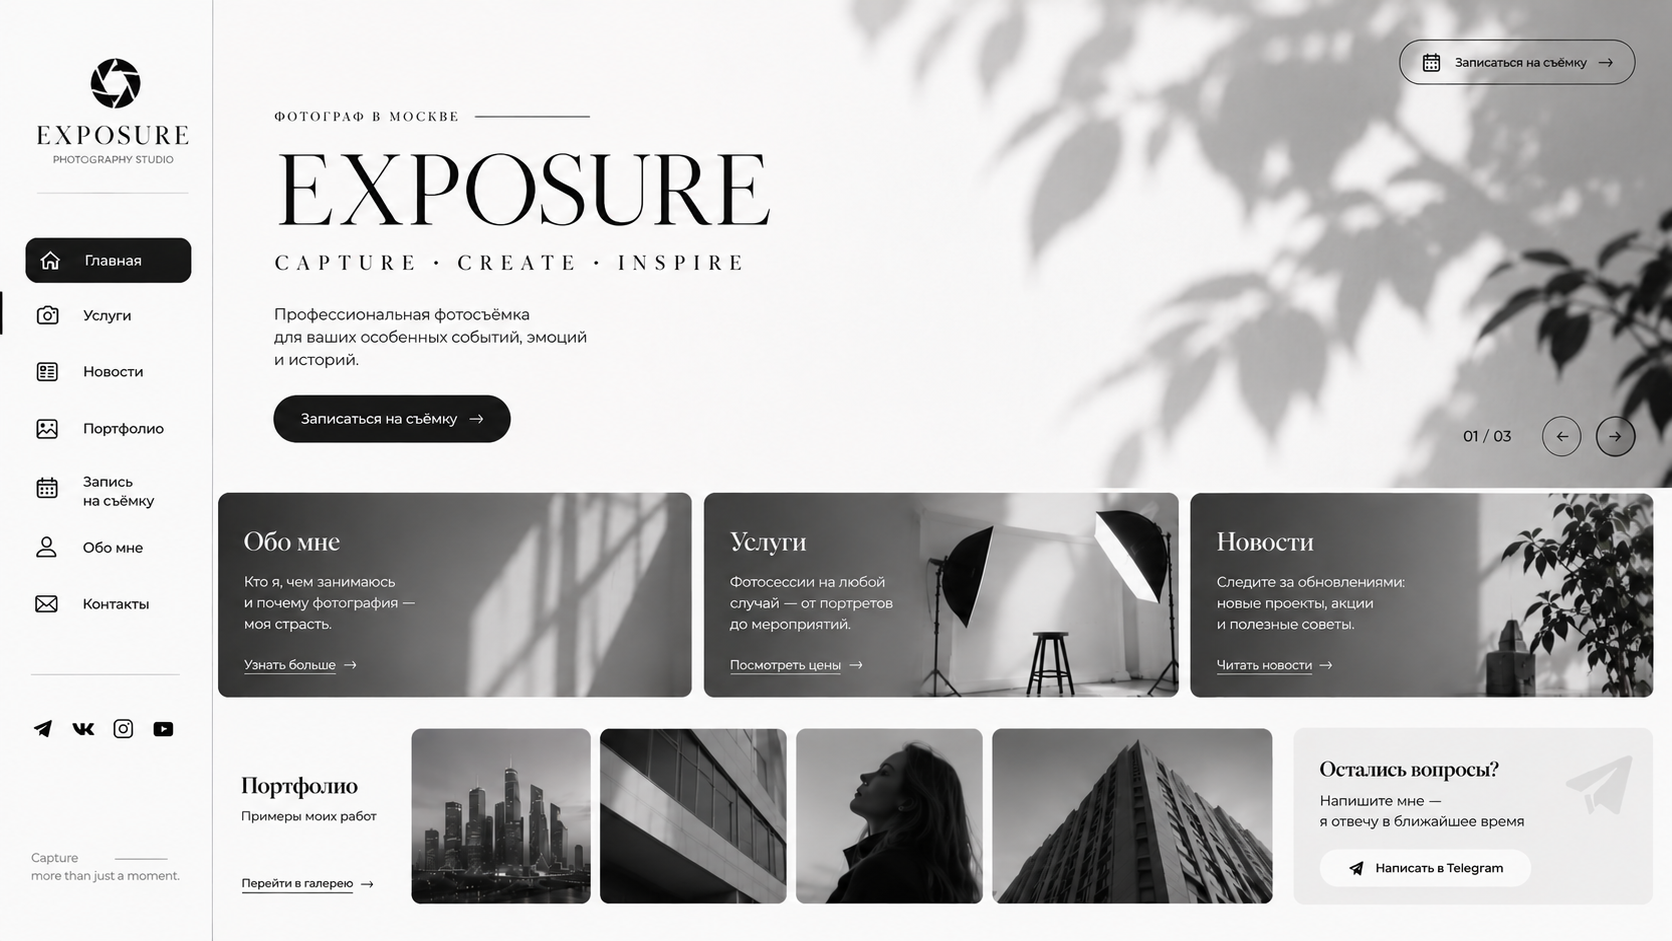 EXPOSURE
PHOTOGRAPHY STUDIO
Главная
Услуги
Новости
Портфолио
Запись
на съёмку
Обо мне
Контакты
Capture
more than just a moment.
Записаться на съёмку →
ФОТОГРАФ В МОСКВЕ
EXPOSURE
CAPTURE • CREATE • INSPIRE
Профессиональная фотосъёмка
для ваших особенных событий, эмоций
и историй.
Записаться на съёмку →
01 / 03
Обо мне
Кто я, чем занимаюсь
и почему фотография —
моя страсть.
Узнать больше →
Услуги
Фотосессии на любой
случай — от портретов
до мероприятий.
Посмотреть цены →
Новости
Следите за обновлениями:
новые проекты, акции
и полезные советы.
Читать новости →
Портфолио
Примеры моих работ
Перейти в галерею →
Остались вопросы?
Напишите мне —
я отвечу в ближайшее время
Написать в Telegram